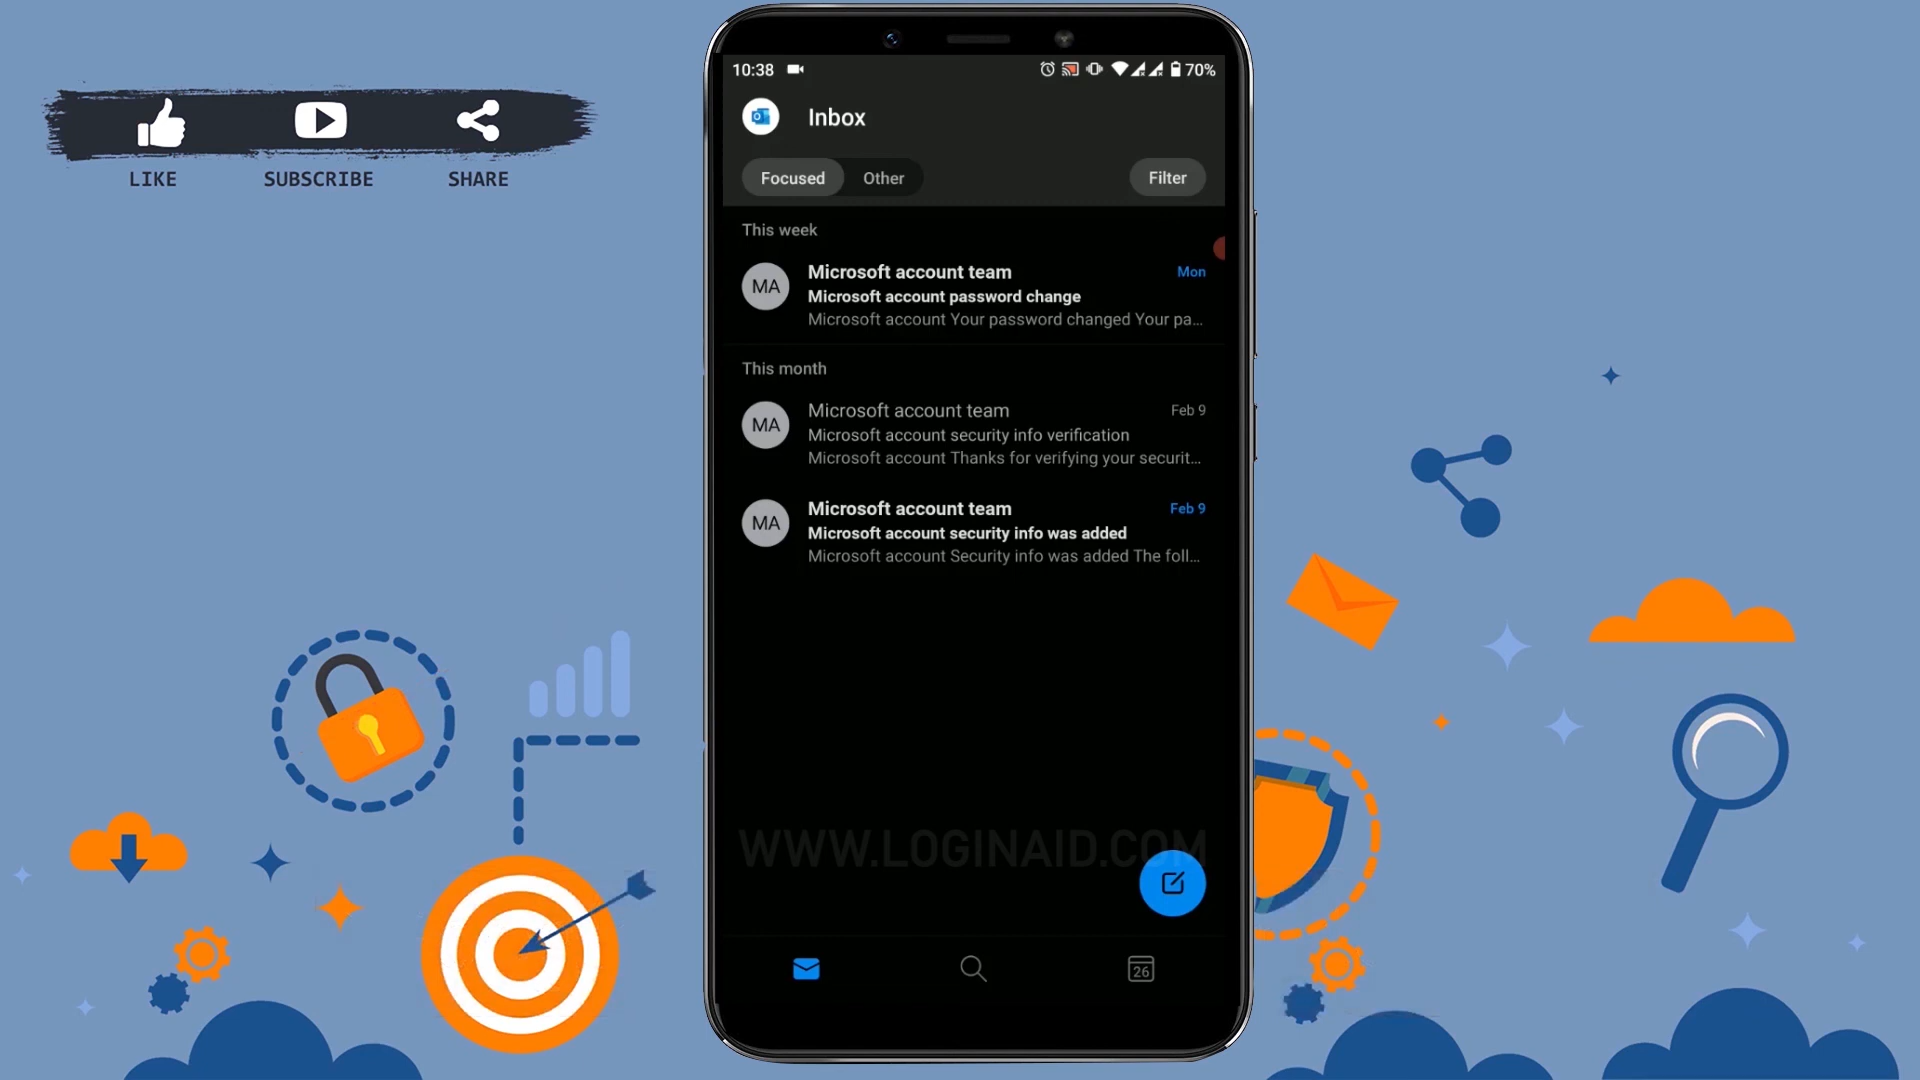 LIKE
SUBSCRIBE
SHARE
10:38
70%
Inbox
Focused
Other
Filter
This week
MA
Microsoft account team
Mon
Microsoft account password change
Microsoft account Your password changed Your pa...
This month
MA
Microsoft account team
Feb 9
Microsoft account security info verification
Microsoft account Thanks for verifying your securit...
MA
Microsoft account team
Feb 9
Microsoft account security info was added
Microsoft account Security info was added The foll...
WWW.LOGINAID.COM
26